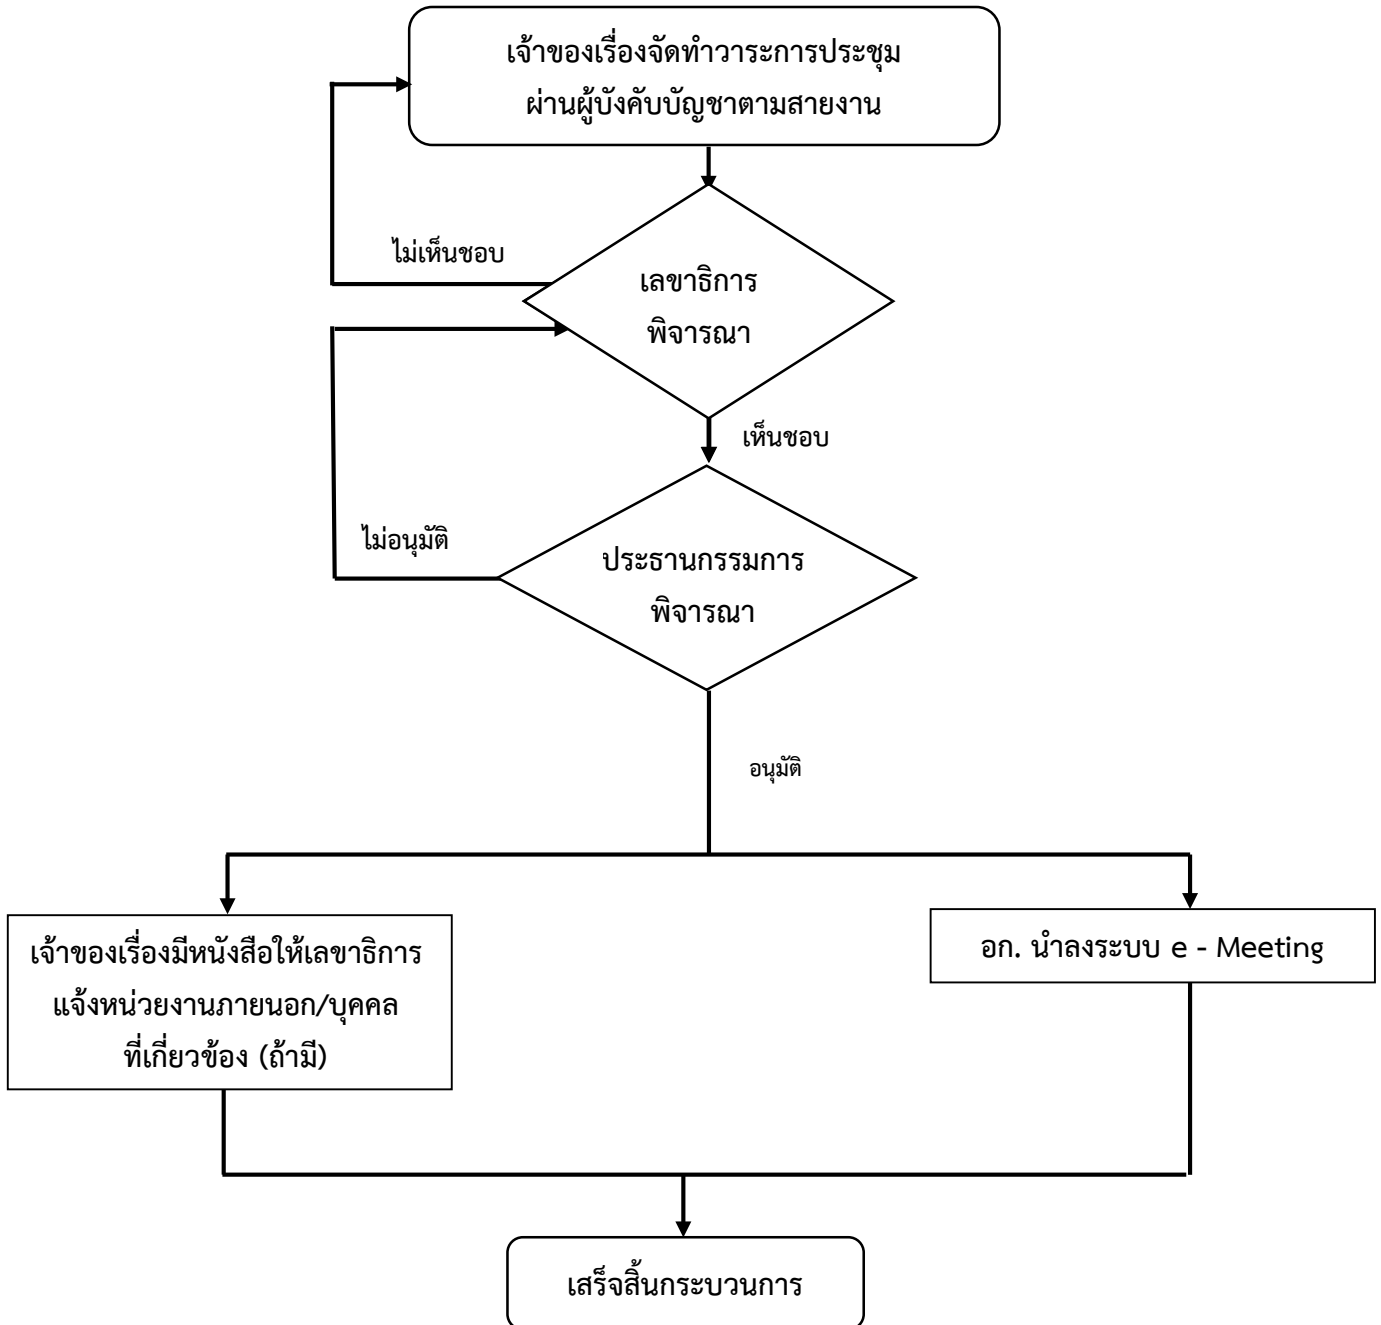 เจ้าของเรื่องจัดทำวาระการประชุม
ผ่านผู้บังคับบัญชาตามสายงาน
ไม่เห็นชอบ
เลขาธิการ
พิจารณา
เห็นชอบ
ไม่อนุมัติ
ประธานกรรมการ
พิจารณา
อนุมัติ
เจ้าของเรื่องมีหนังสือให้เลขาธิการ
แจ้งหน่วยงานภายนอก/บุคคล
ที่เกี่ยวข้อง (ถ้ามี)
อก. นำลงระบบ e - Meeting
เสร็จสิ้นกระบวนการ